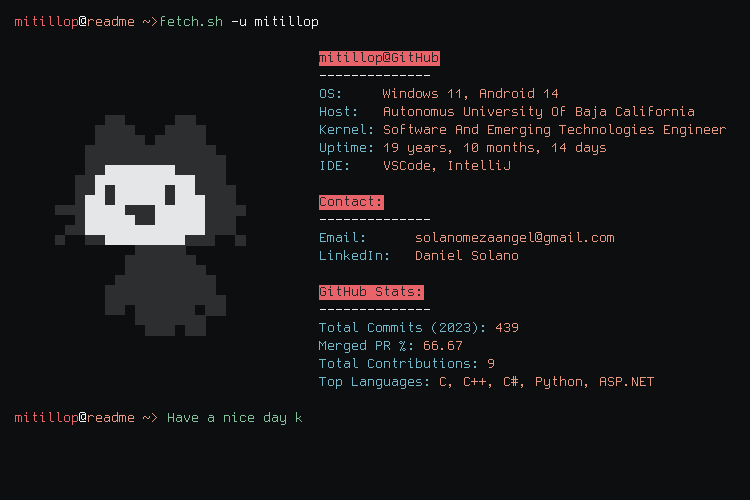 mitillop@readme ~>fetch.sh -u mitillop
mitillop@GitHub
--------------
OS: Windows 11, Android 14
Host: Autonomus University Of Baja California
Kernel: Software And Emerging Technologies Engineer
Uptime: 19 years, 10 months, 14 days
IDE: VSCode, IntelliJ
Contact:
--------------
Email: solanomezaangel@gmail.com
LinkedIn: Daniel Solano
GitHub Stats:
--------------
Total Commits (2023): 439
Merged PR %: 66.67
Total Contributions: 9
Top Languages: C, C++, C#, Python, ASP.NET
mitillop@readme ~> Have a nice day k